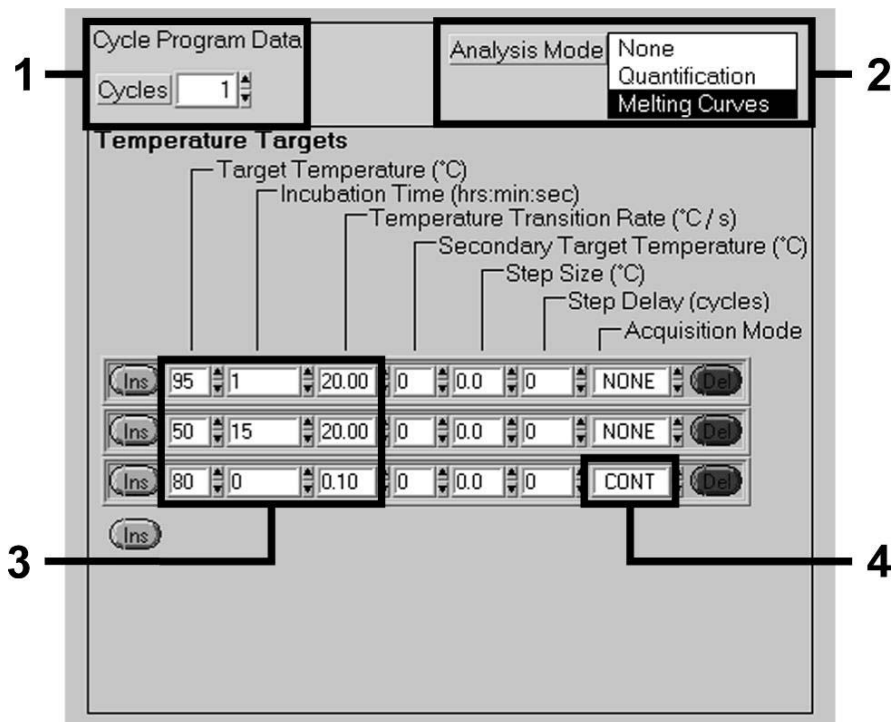 1
Cycle Program Data
Cycles 1
Analysis Mode None
Quantification
Melting Curves
2
Temperature Targets
Target Temperature (°C)
Incubation Time (hrs:min:sec)
Temperature Transition Rate (°C / s)
Secondary Target Temperature (°C)
Step Size (°C)
Step Delay (cycles)
Acquisition Mode
Ins 95 1 20.00 0 0.0 0 NONE Del
Ins 50 15 20.00 0 0.0 0 NONE Del
Ins 80 0 0.10 0 0.0 0 CONT Del
Ins
3
4